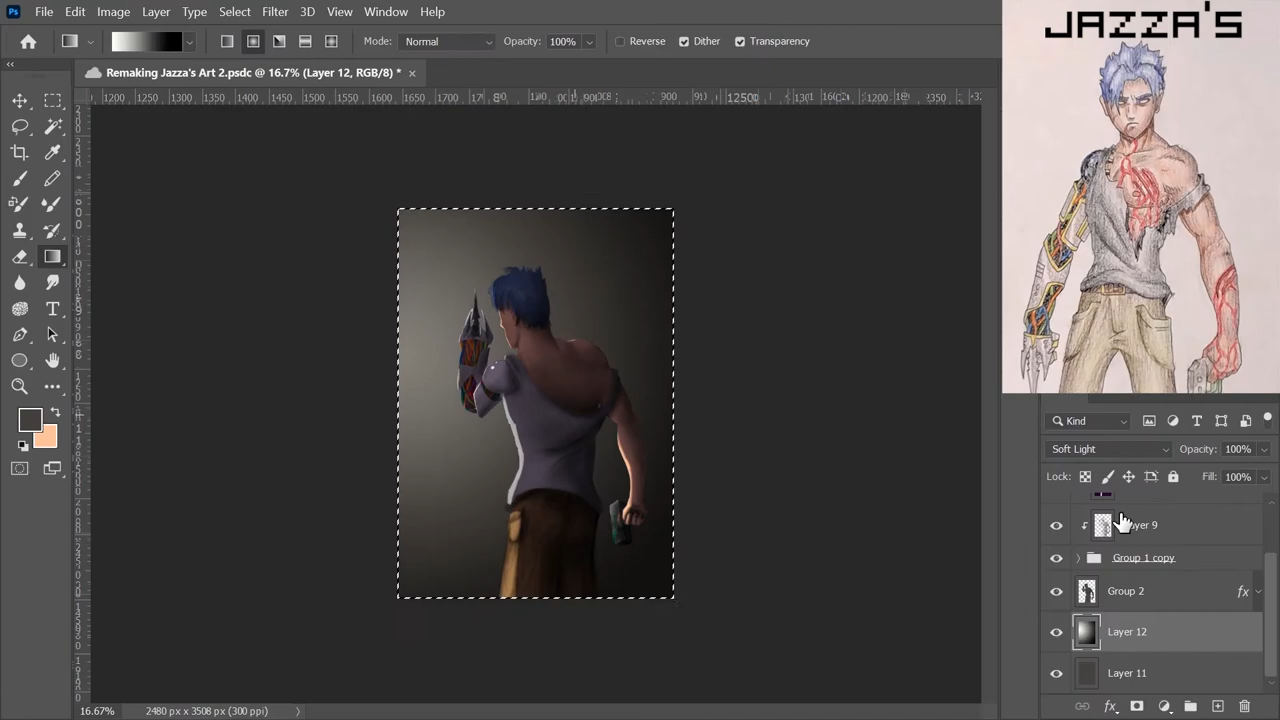 Ps File Edit Image Layer Type Select Filter 3D View Window Help
JAZZA'S
Mode: Normal Opacity: 100% Reverse Dither Transparency
Remaking Jazza's Art 2.psdc @ 16.7% (Layer 12, RGB/8) *
1200 1250 1300 1350 1400 1450 1500 1550 1600 1650 1700
Kind
Soft Light Opacity: 100%
Lock: Fill: 100%
Group 1 copy
Group 2 fx
Layer 12
Layer 11
fx
16.67% 2480 px x 3508 px (300 ppi)